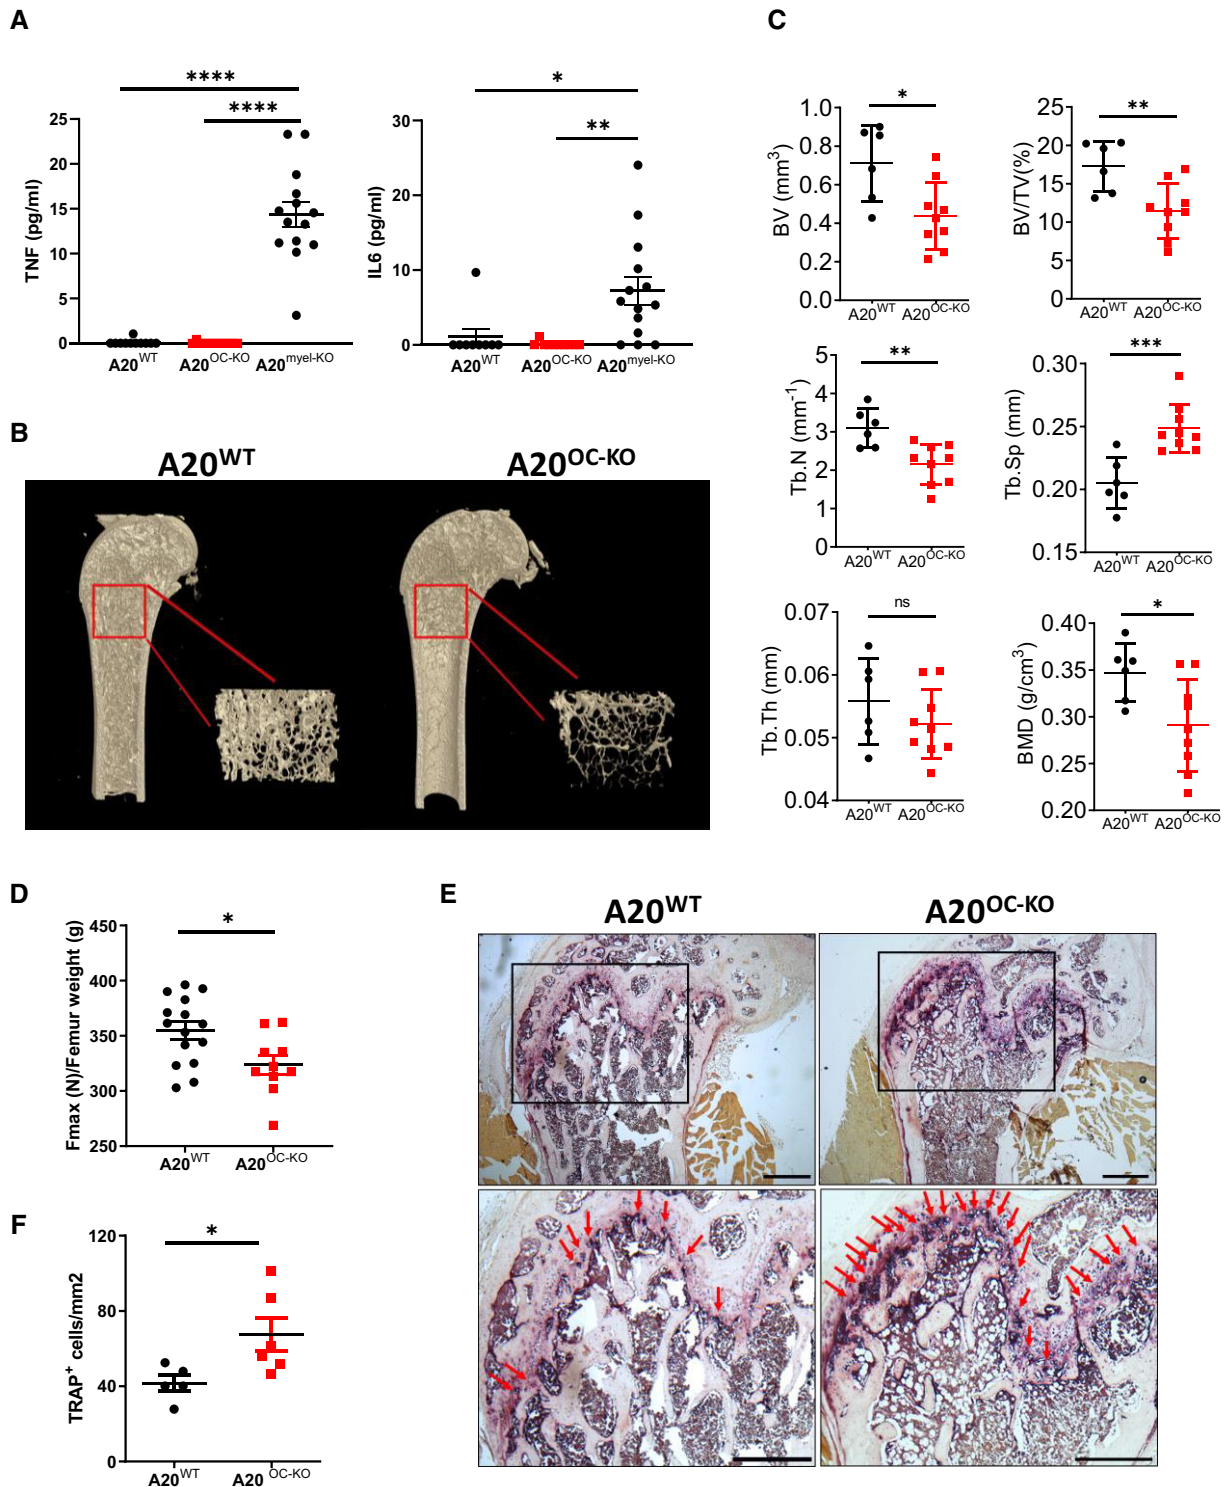 A
****
****
TNF (pg/ml)
25
20
15
10
5
0
A20WT
A20OC-KO
A20myel-KO
*
**
IL6 (pg/ml)
30
20
10
0
A20WT
A20OC-KO
A20myel-KO
B
A20WT
A20OC-KO
C
*
BV (mm3)
1.0
0.8
0.6
0.4
0.2
0.0
A20WT
A20OC-KO
**
BV/TV(%)
25
20
15
10
5
0
A20WT
A20OC-KO
**
Tb.N (mm-1)
5
4
3
2
1
0
A20WT
A20OC-KO
***
Tb.Sp (mm)
0.30
0.25
0.20
0.15
A20WT
A20OC-KO
ns
Tb.Th (mm)
0.07
0.06
0.05
0.04
A20WT
A20OC-KO
*
BMD (g/cm3)
0.40
0.35
0.30
0.25
0.20
A20WT
A20OC-KO
D
*
Fmax (N)/Femur weight (g)
450
400
350
300
250
A20WT
A20OC-KO
E
A20WT
A20OC-KO
F
*
TRAP+ cells/mm2
120
80
40
0
A20WT
A20 OC-KO